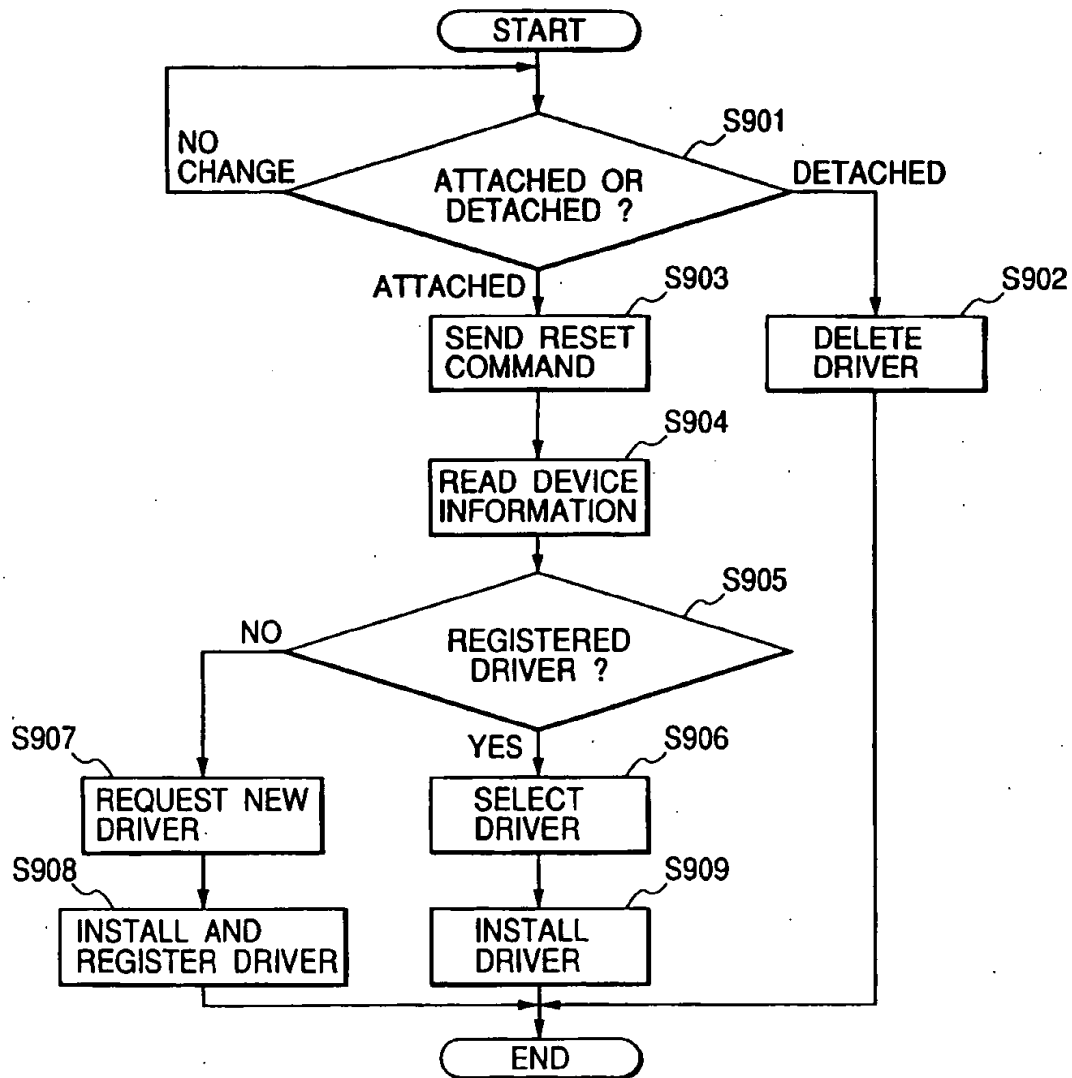 START
S901
NO
CHANGE
ATTACHED OR
DETACHED ?
DETACHED
ATTACHED
S903
SEND RESET
COMMAND
S902
DELETE
DRIVER
S904
READ DEVICE
INFORMATION
S905
NO
REGISTERED
DRIVER ?
YES
S907
REQUEST NEW
DRIVER
S906
SELECT
DRIVER
S908
INSTALL AND
REGISTER DRIVER
S909
INSTALL
DRIVER
END